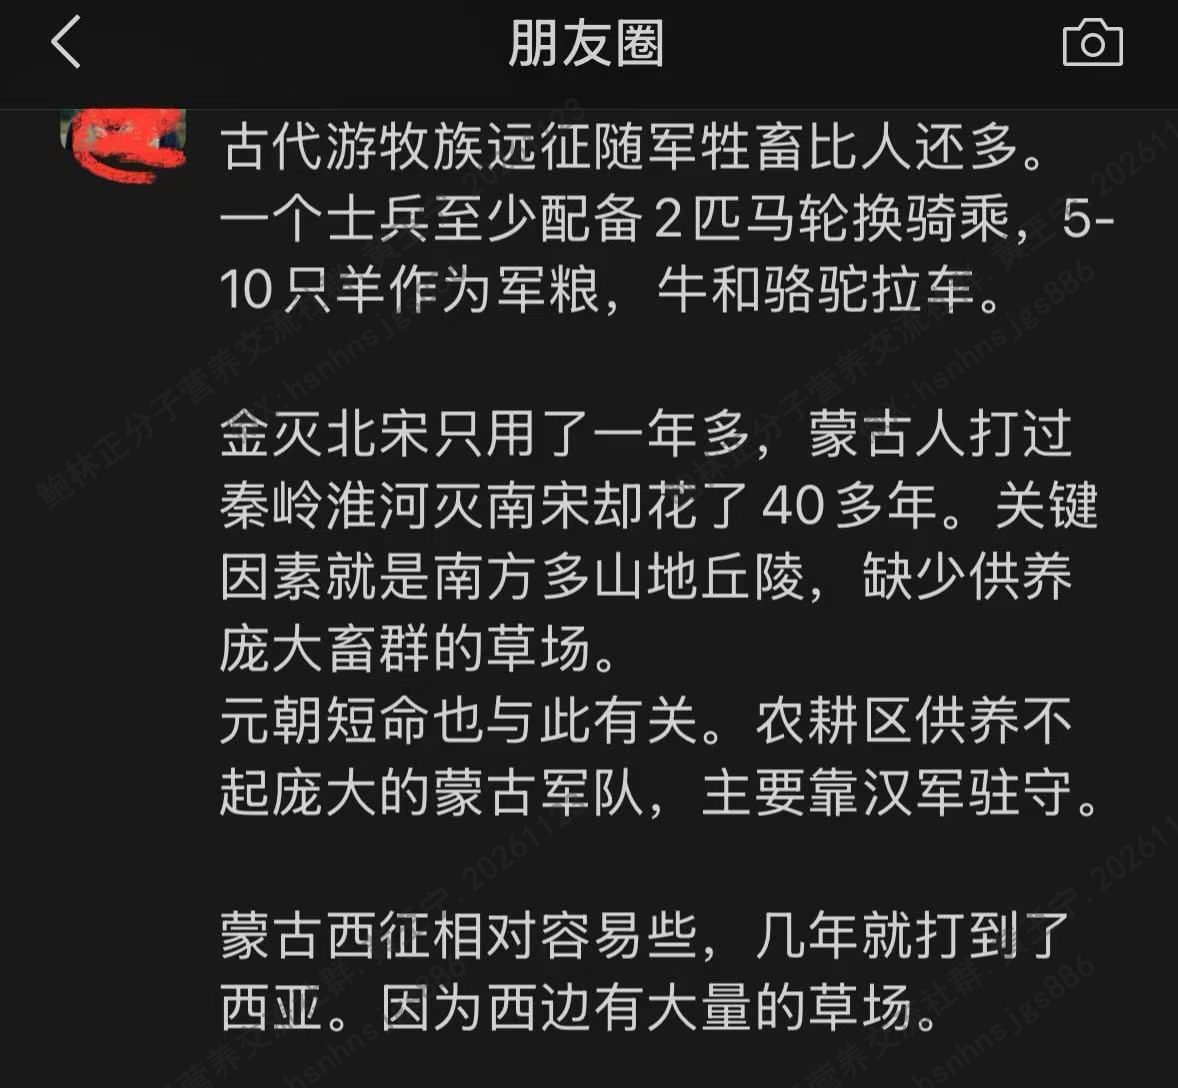 朋友圈
古代游牧族远征随军牲畜比人还多。
一个士兵至少配备2匹马轮换骑乘，5-
10只羊作为军粮，牛和骆驼拉车。
金灭北宋只用了一年多，蒙古人打过
秦岭淮河灭南宋却花了40多年。关键
因素就是南方多山地丘陵，缺少供养
庞大畜群的草场。
元朝短命也与此有关。农耕区供养不
起庞大的蒙古军队，主要靠汉军驻守。
蒙古西征相对容易些，几年就打到了
西亚。因为西边有大量的草场。